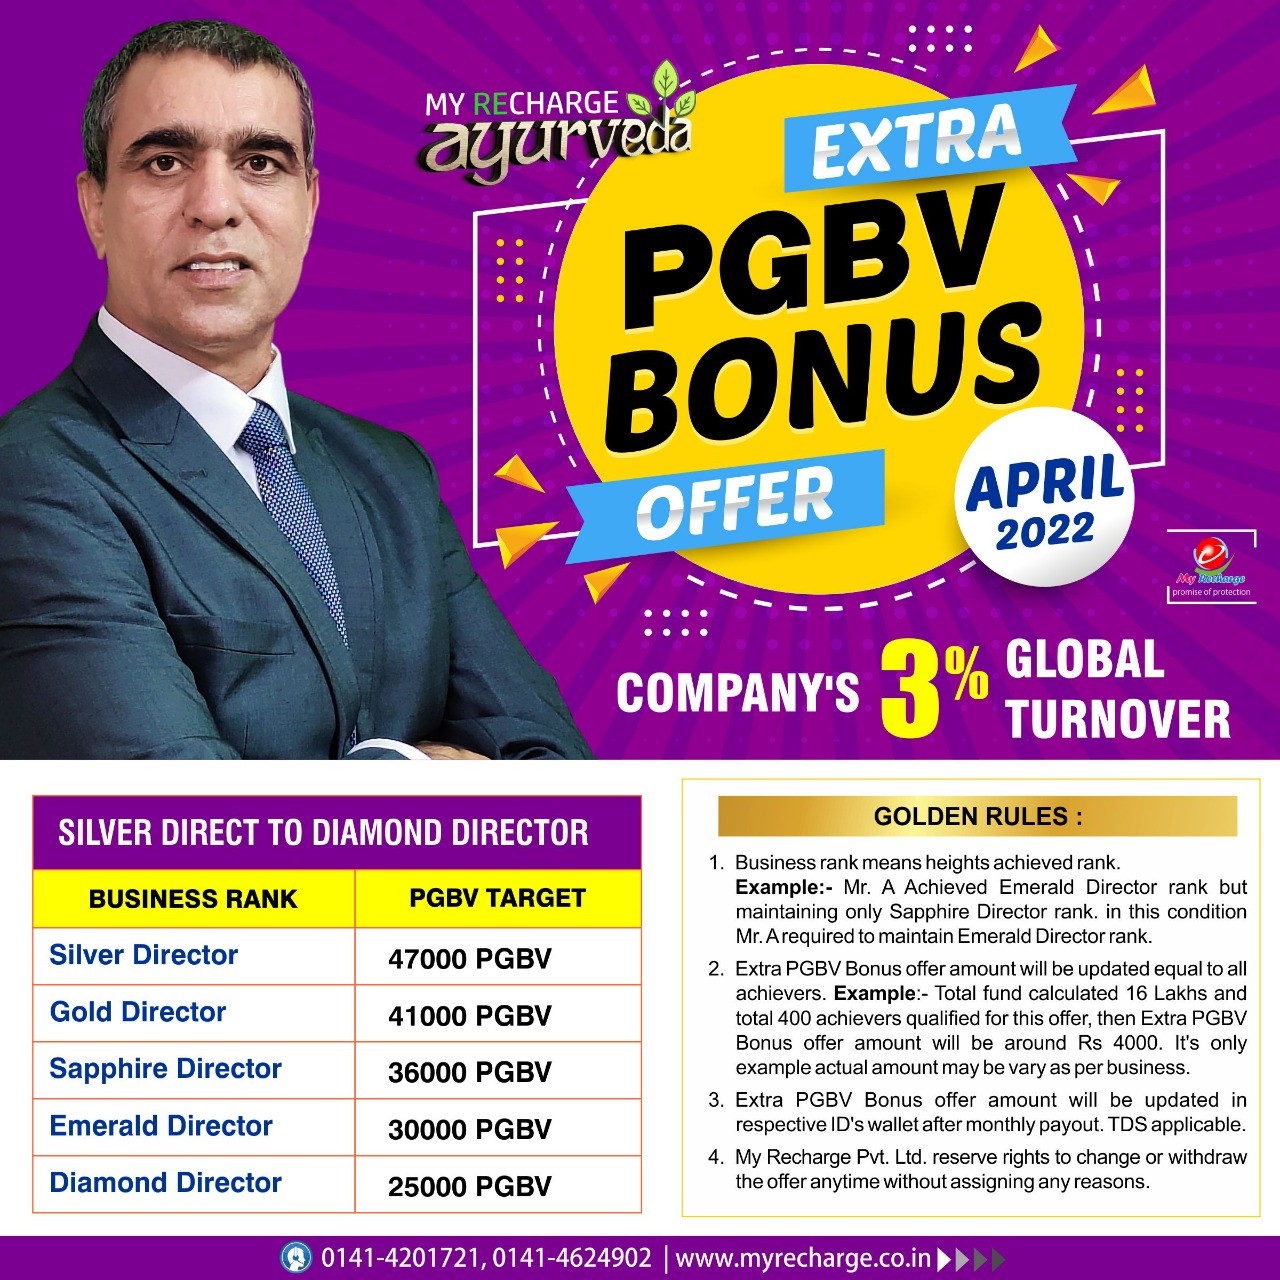 MY RECHARGE
ayurveda
EXTRA
PGBV
BONUS
OFFER
APRIL
2022
My Recharge
promise of protection
COMPANY'S 3% GLOBAL
TURNOVER
SILVER DIRECT TO DIAMOND DIRECTOR
BUSINESS RANK PGBV TARGET
Silver Director 47000 PGBV
Gold Director 41000 PGBV
Sapphire Director 36000 PGBV
Emerald Director 30000 PGBV
Diamond Director 25000 PGBV
GOLDEN RULES :
1. Business rank means heights achieved rank.
Example:- Mr. A Achieved Emerald Director rank but
maintaining only Sapphire Director rank. in this condition
Mr. A required to maintain Emerald Director rank.
2. Extra PGBV Bonus offer amount will be updated equal to all
achievers. Example:- Total fund calculated 16 Lakhs and
total 400 achievers qualified for this offer, then Extra PGBV
Bonus offer amount will be around Rs 4000. It's only
example actual amount may be vary as per business.
3. Extra PGBV Bonus offer amount will be updated in
respective ID's wallet after monthly payout. TDS applicable.
4. My Recharge Pvt. Ltd. reserve rights to change or withdraw
the offer anytime without assigning any reasons.
0141-4201721, 0141-4624902 | www.myrecharge.co.in